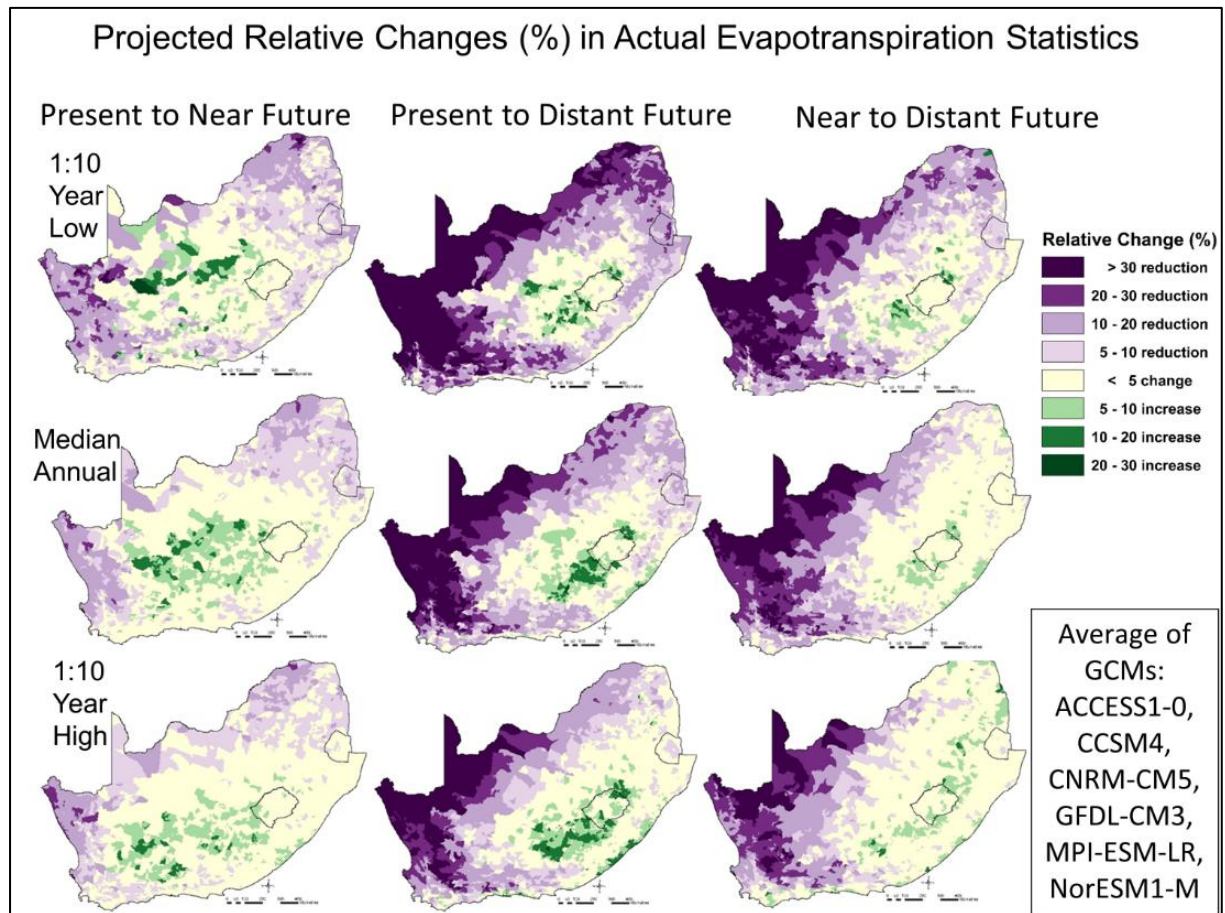 Projected Relative Changes (%) in Actual Evapotranspiration Statistics
Present to Near Future
Present to Distant Future
Near to Distant Future
1:10
Year
Low
Median
Annual
1:10
Year
High
Relative Change (%)
> 30 reduction
20 - 30 reduction
10 - 20 reduction
5 - 10 reduction
< 5 change
5 - 10 increase
10 - 20 increase
20 - 30 increase
Average of
GCMs:
ACCESS1-0,
CCSM4,
CNRM-CM5,
GFDL-CM3,
MPI-ESM-LR,
NorESM1-M